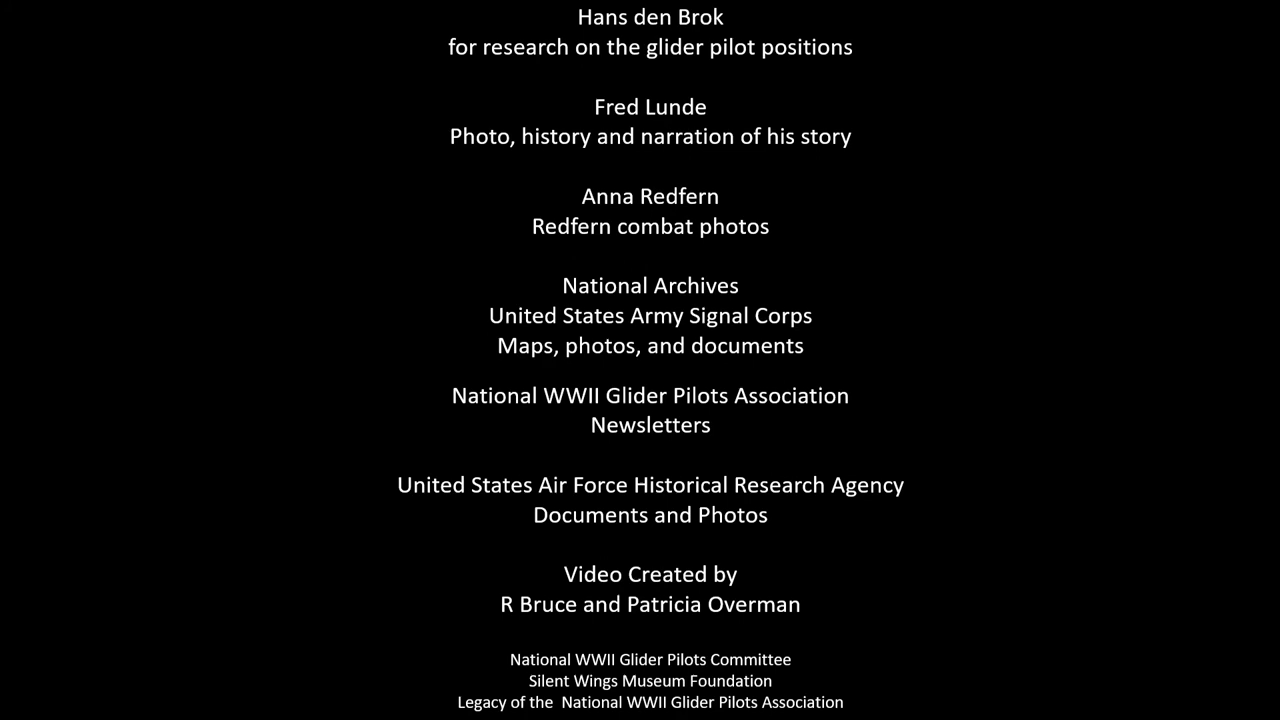 Hans den Brok
for research on the glider pilot positions
Fred Lunde
Photo, history and narration of his story
Anna Redfern
Redfern combat photos
National Archives
United States Army Signal Corps
Maps, photos, and documents
National WWII Glider Pilots Association
Newsletters
United States Air Force Historical Research Agency
Documents and Photos
Video Created by
R Bruce and Patricia Overman
National WWII Glider Pilots Committee
Silent Wings Museum Foundation
Legacy of the  National WWII Glider Pilots Association